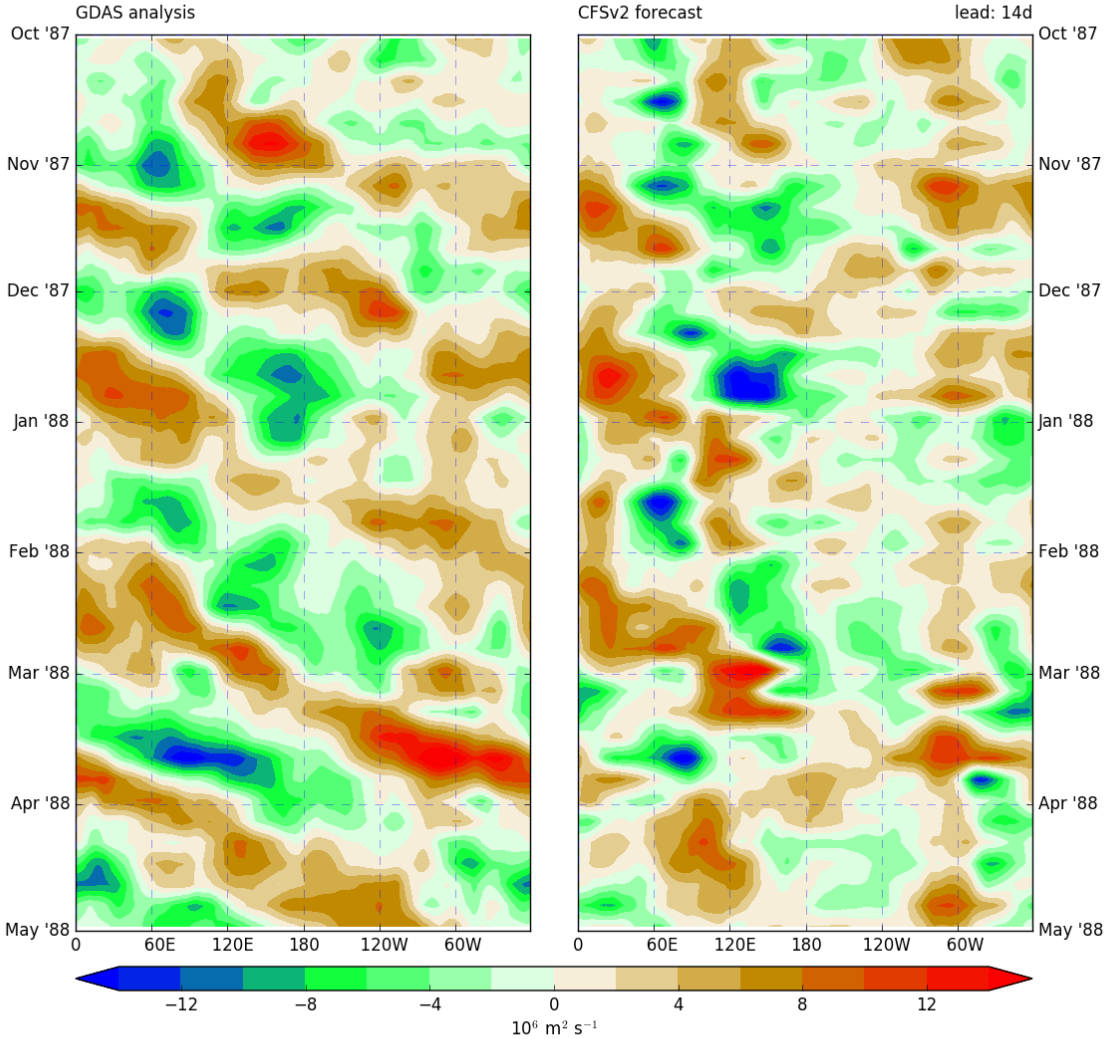 GDAS analysis
CFSv2 forecast lead: 14d
Oct '87 Oct '87
Nov '87 Nov '87
Dec '87 Dec '87
Jan '88 Jan '88
Feb '88 Feb '88
Mar '88 Mar '88
Apr '88 Apr '88
May '88 May '88
0 60E 120E 180 120W 60W
0 60E 120E 180 120W 60W
−12 −8 −4 0 4 8 12
10⁶ m² s⁻¹